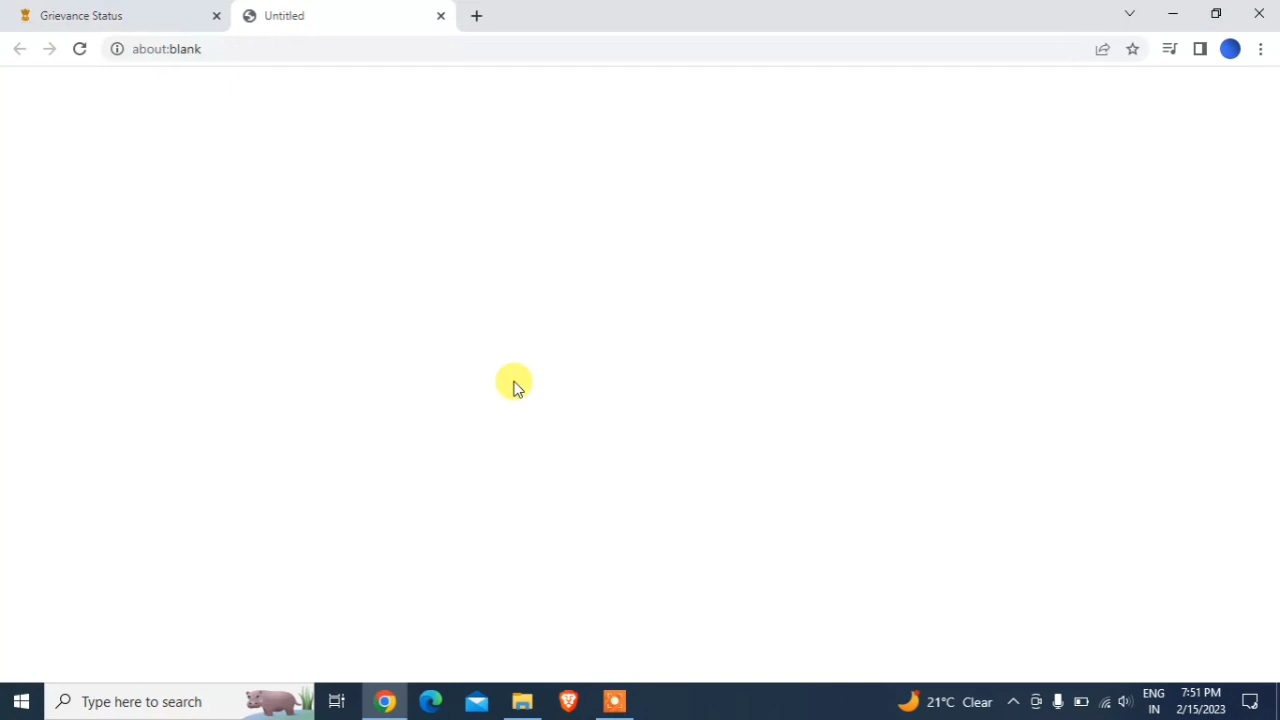 Grievance Status
Untitled
about:blank
Type here to search
21°C Clear
ENG
IN
7:51 PM
2/15/2023